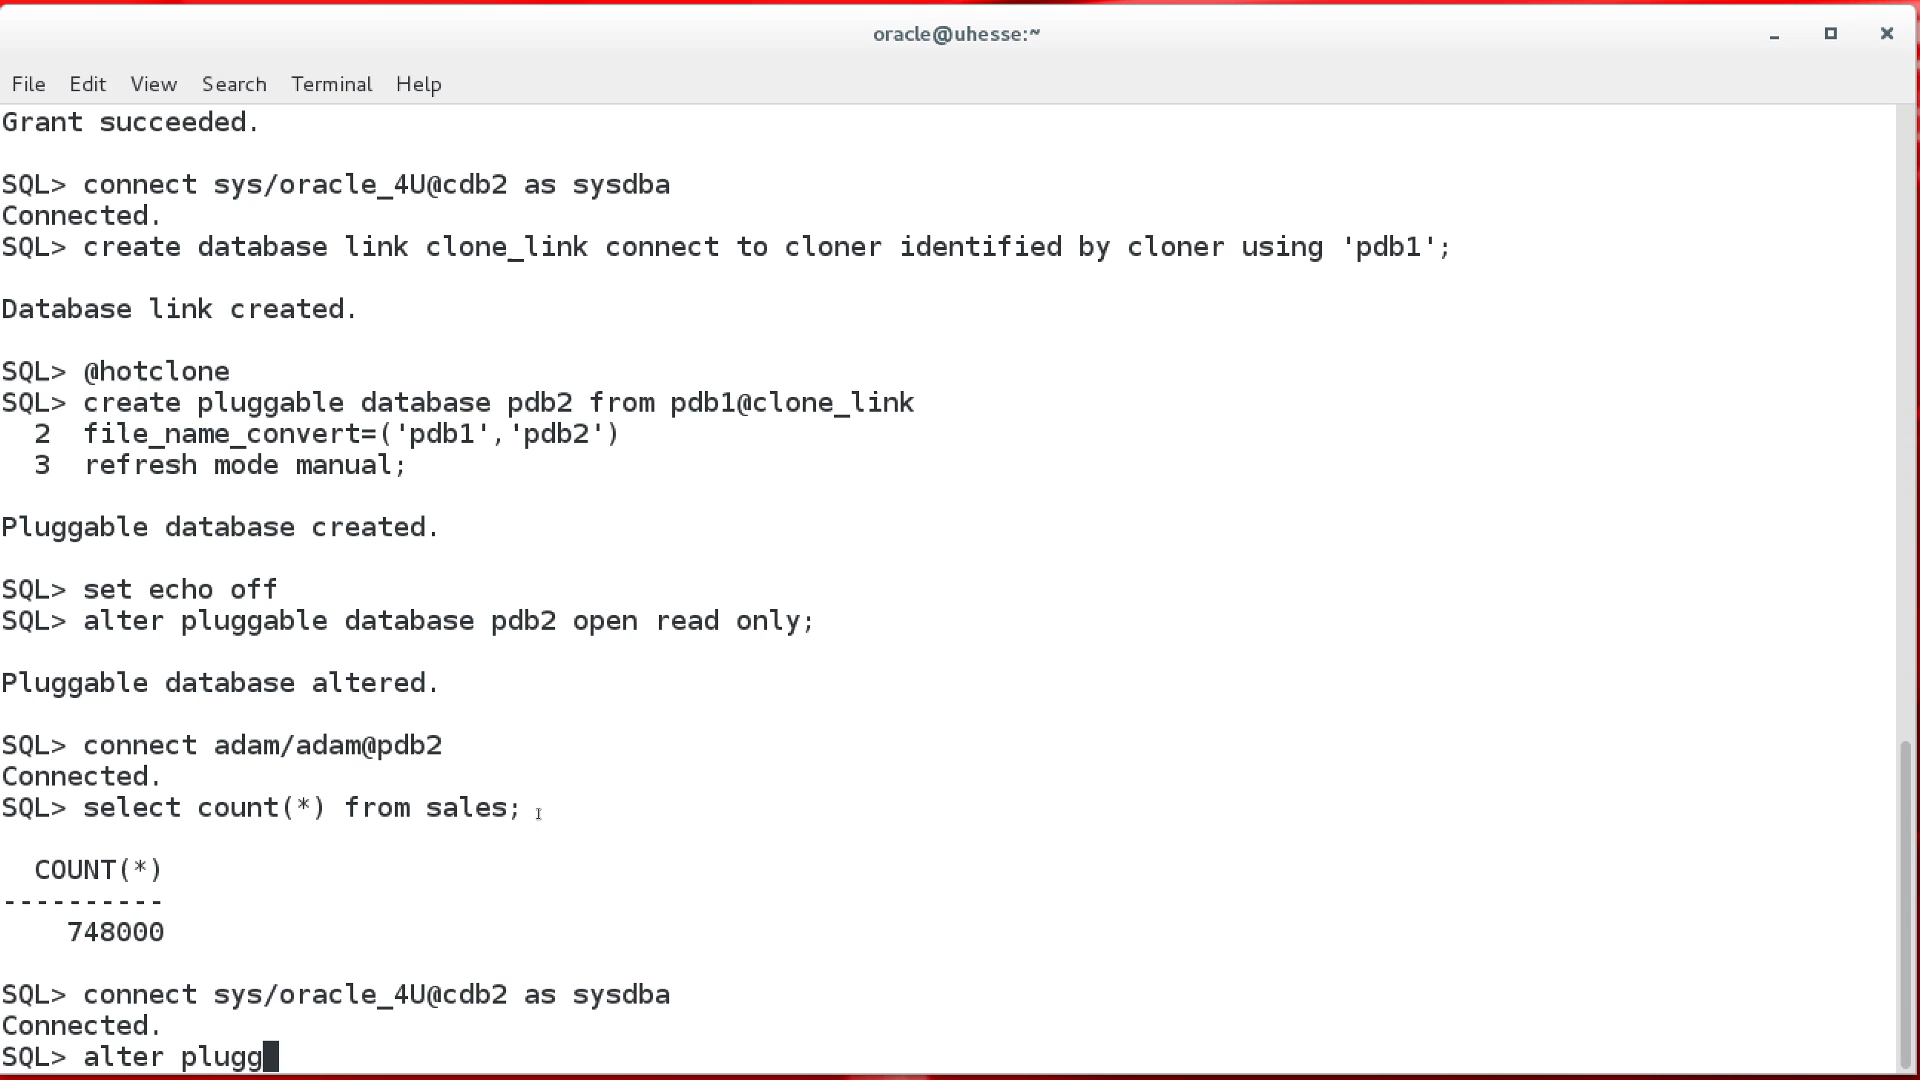 oracle@uhesse:~
File Edit View Search Terminal Help
Grant succeeded.
SQL> connect sys/oracle_4U@cdb2 as sysdba
Connected.
SQL> create database link clone_link connect to cloner identified by cloner using 'pdb1';
Database link created.
SQL> @hotclone
SQL> create pluggable database pdb2 from pdb1@clone_link
  2  file_name_convert=('pdb1','pdb2')
  3  refresh mode manual;
Pluggable database created.
SQL> set echo off
SQL> alter pluggable database pdb2 open read only;
Pluggable database altered.
SQL> connect adam/adam@pdb2
Connected.
SQL> select count(*) from sales;
  COUNT(*)
----------
    748000
SQL> connect sys/oracle_4U@cdb2 as sysdba
Connected.
SQL> alter plugg